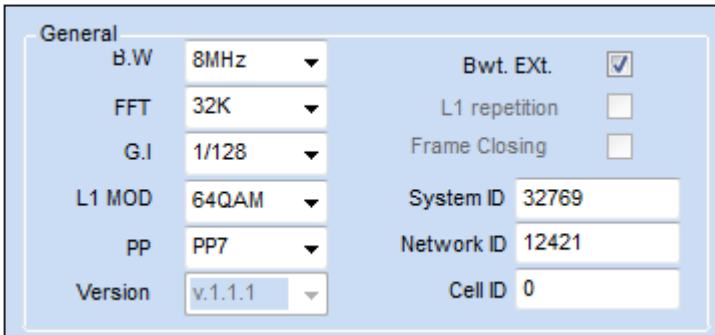 General
B.W 8MHz Bwt. EXt.
FFT 32K L1 repetition
G.I 1/128 Frame Closing
L1 MOD 64QAM System ID 32769
PP PP7 Network ID 12421
Version v.1.1.1 Cell ID 0